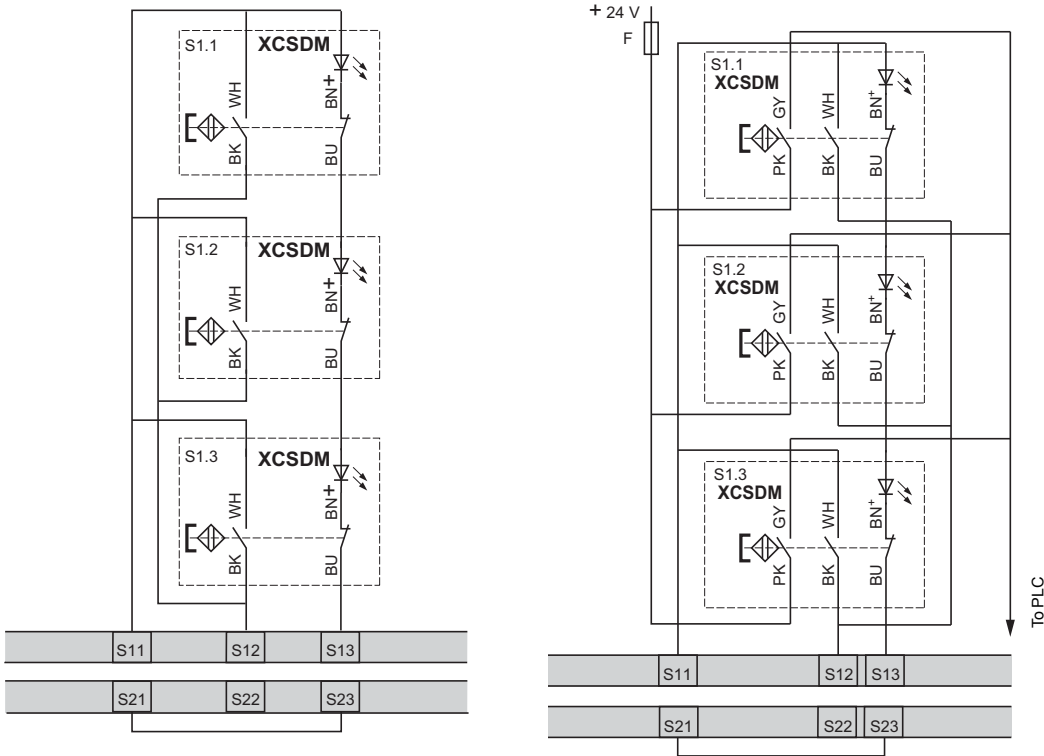 S1.1
XCSDM
WH
BN+
BK
BU
S1.2
XCSDM
WH
BN+
BK
BU
S1.3
XCSDM
WH
BN+
BK
BU
S11 S12 S13
S21 S22 S23
+ 24 V
F
S1.1
XCSDM
GY
WH
BN+
PK
BK
BU
S1.2
XCSDM
GY
WH
BN+
PK
BK
BU
S1.3
XCSDM
GY
WH
BN+
PK
BK
BU
To PLC
S11 S12 S13
S21 S22 S23